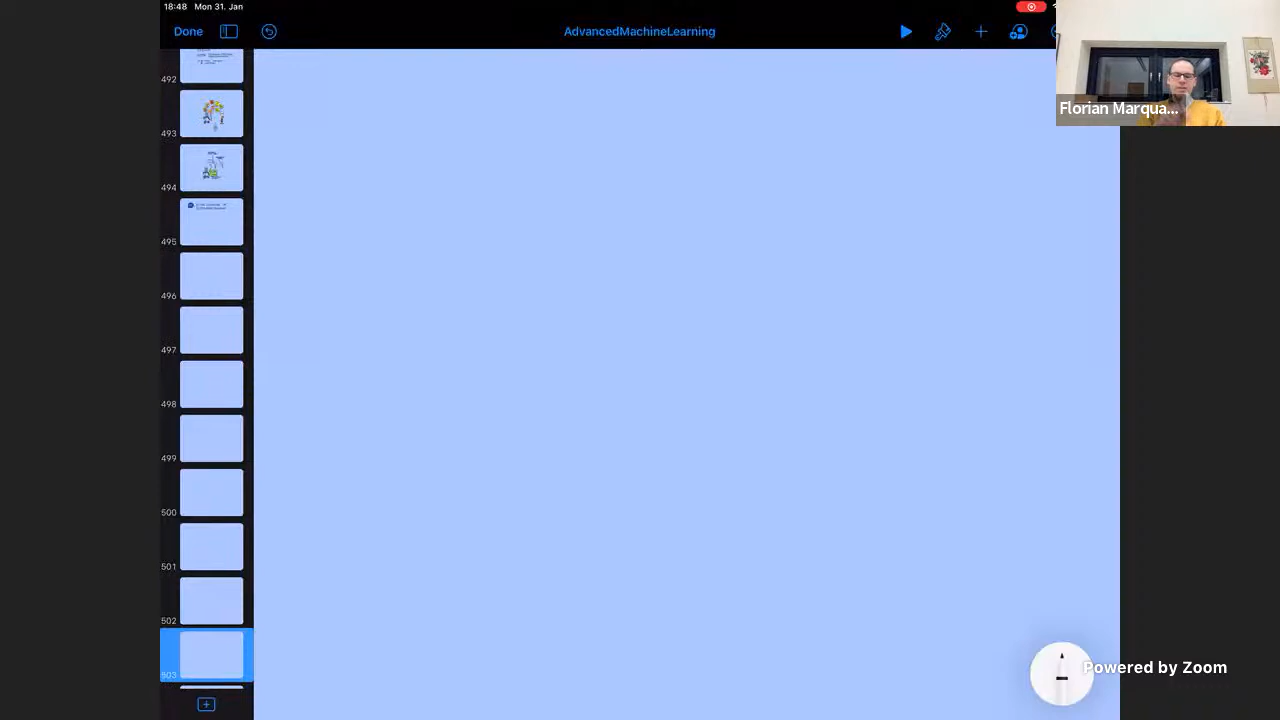 18:48 Mon 31. Jan
Done
AdvancedMachineLearning
Florian Marqua...
492
493
494
495
496
497
498
499
500
501
502
503
Powered by Zoom